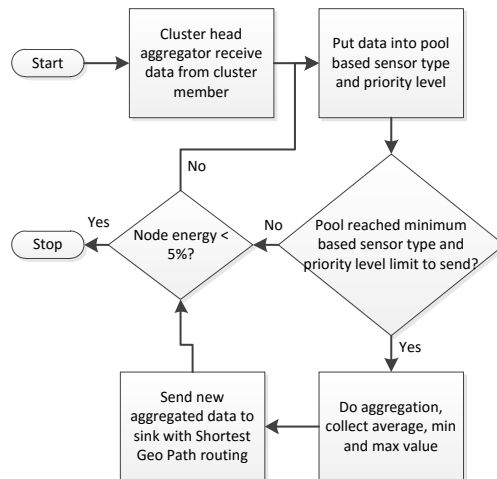 Start
Cluster head
aggregator receive
data from cluster
member
Put data into pool
based sensor type
and priority level
No
Yes
Stop
Node energy <
5%?
No
Pool reached minimum
based sensor type and
priority level limit to send?
Yes
Send new
aggregated data to
sink with Shortest
Geo Path routing
Do aggregation,
collect average, min
and max value